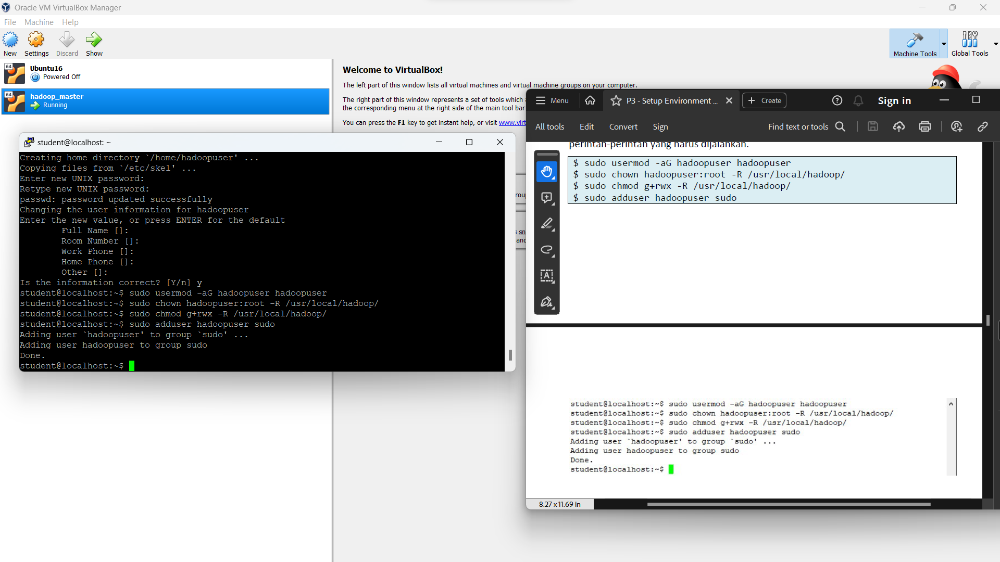 Oracle VM VirtualBox Manager
File Machine Help
New Settings Discard Show
Machine Tools Global Tools
64
Ubuntu16
Powered Off
64
hadoop_master
Running
Welcome to VirtualBox!
The left part of this window lists all virtual machines and virtual machine groups on your computer.
The right part of this window represents a set of tools which
the corresponding menu at the right side of the main tool bar
You can press the F1 key to get instant help, or visit www.virt
student@localhost: ~
Creating home directory `/home/hadoopuser' ...
Copying files from `/etc/skel' ...
Enter new UNIX password:
Retype new UNIX password:
passwd: password updated successfully
Changing the user information for hadoopuser
Enter the new value, or press ENTER for the default
Full Name []:
Room Number []:
Work Phone []:
Home Phone []:
Other []:
Is the information correct? [Y/n] y
student@localhost:~$ sudo usermod -aG hadoopuser hadoopuser
student@localhost:~$ sudo chown hadoopuser:root -R /usr/local/hadoop/
student@localhost:~$ sudo chmod g+rwx -R /usr/local/hadoop/
student@localhost:~$ sudo adduser hadoopuser sudo
Adding user `hadoopuser' to group `sudo' ...
Adding user hadoopuser to group sudo
Done.
student@localhost:~$
Menu P3 - Setup Environment ... + Create Sign in
All tools Edit Convert Sign Find text or tools
perintah-perintah yang harus dijalankan.
$ sudo usermod -aG hadoopuser hadoopuser
$ sudo chown hadoopuser:root -R /usr/local/hadoop/
$ sudo chmod g+rwx -R /usr/local/hadoop/
$ sudo adduser hadoopuser sudo
student@localhost:~$ sudo usermod -aG hadoopuser hadoopuser
student@localhost:~$ sudo chown hadoopuser:root -R /usr/local/hadoop/
student@localhost:~$ sudo chmod g+rwx -R /usr/local/hadoop/
student@localhost:~$ sudo adduser hadoopuser sudo
Adding user `hadoopuser' to group `sudo' ...
Adding user hadoopuser to group sudo
Done.
student@localhost:~$
8.27 x 11.69 in